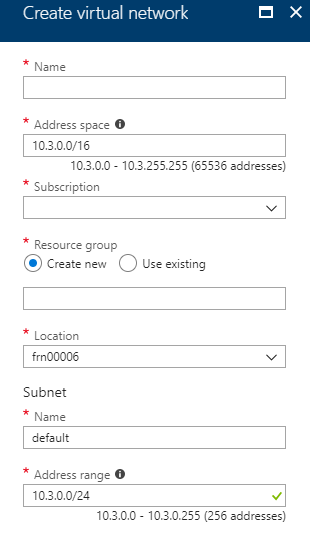 Create virtual network
* Name
* Address space
10.3.0.0/16
10.3.0.0 - 10.3.255.255 (65536 addresses)
* Subscription
* Resource group
Create new Use existing
* Location
frn00006
Subnet
* Name
default
* Address range
10.3.0.0/24
10.3.0.0 - 10.3.0.255 (256 addresses)